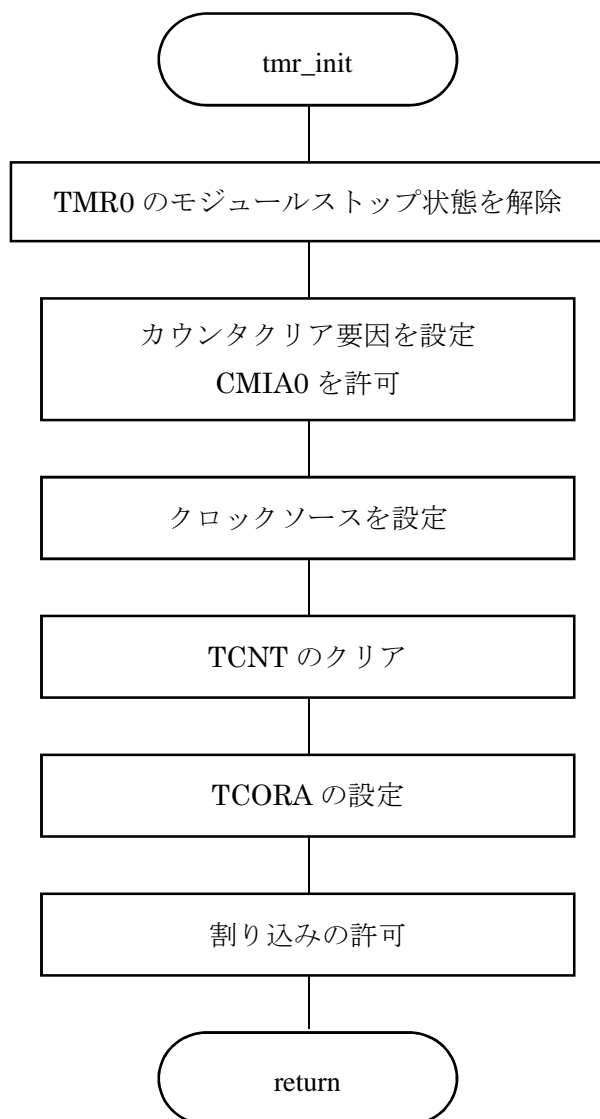 tmr_init
TMR0 のモジュールストップ状態を解除
カウンタクリア要因を設定
CMIA0 を許可
クロックソースを設定
TCNT のクリア
TCORA の設定
割り込みの許可
return